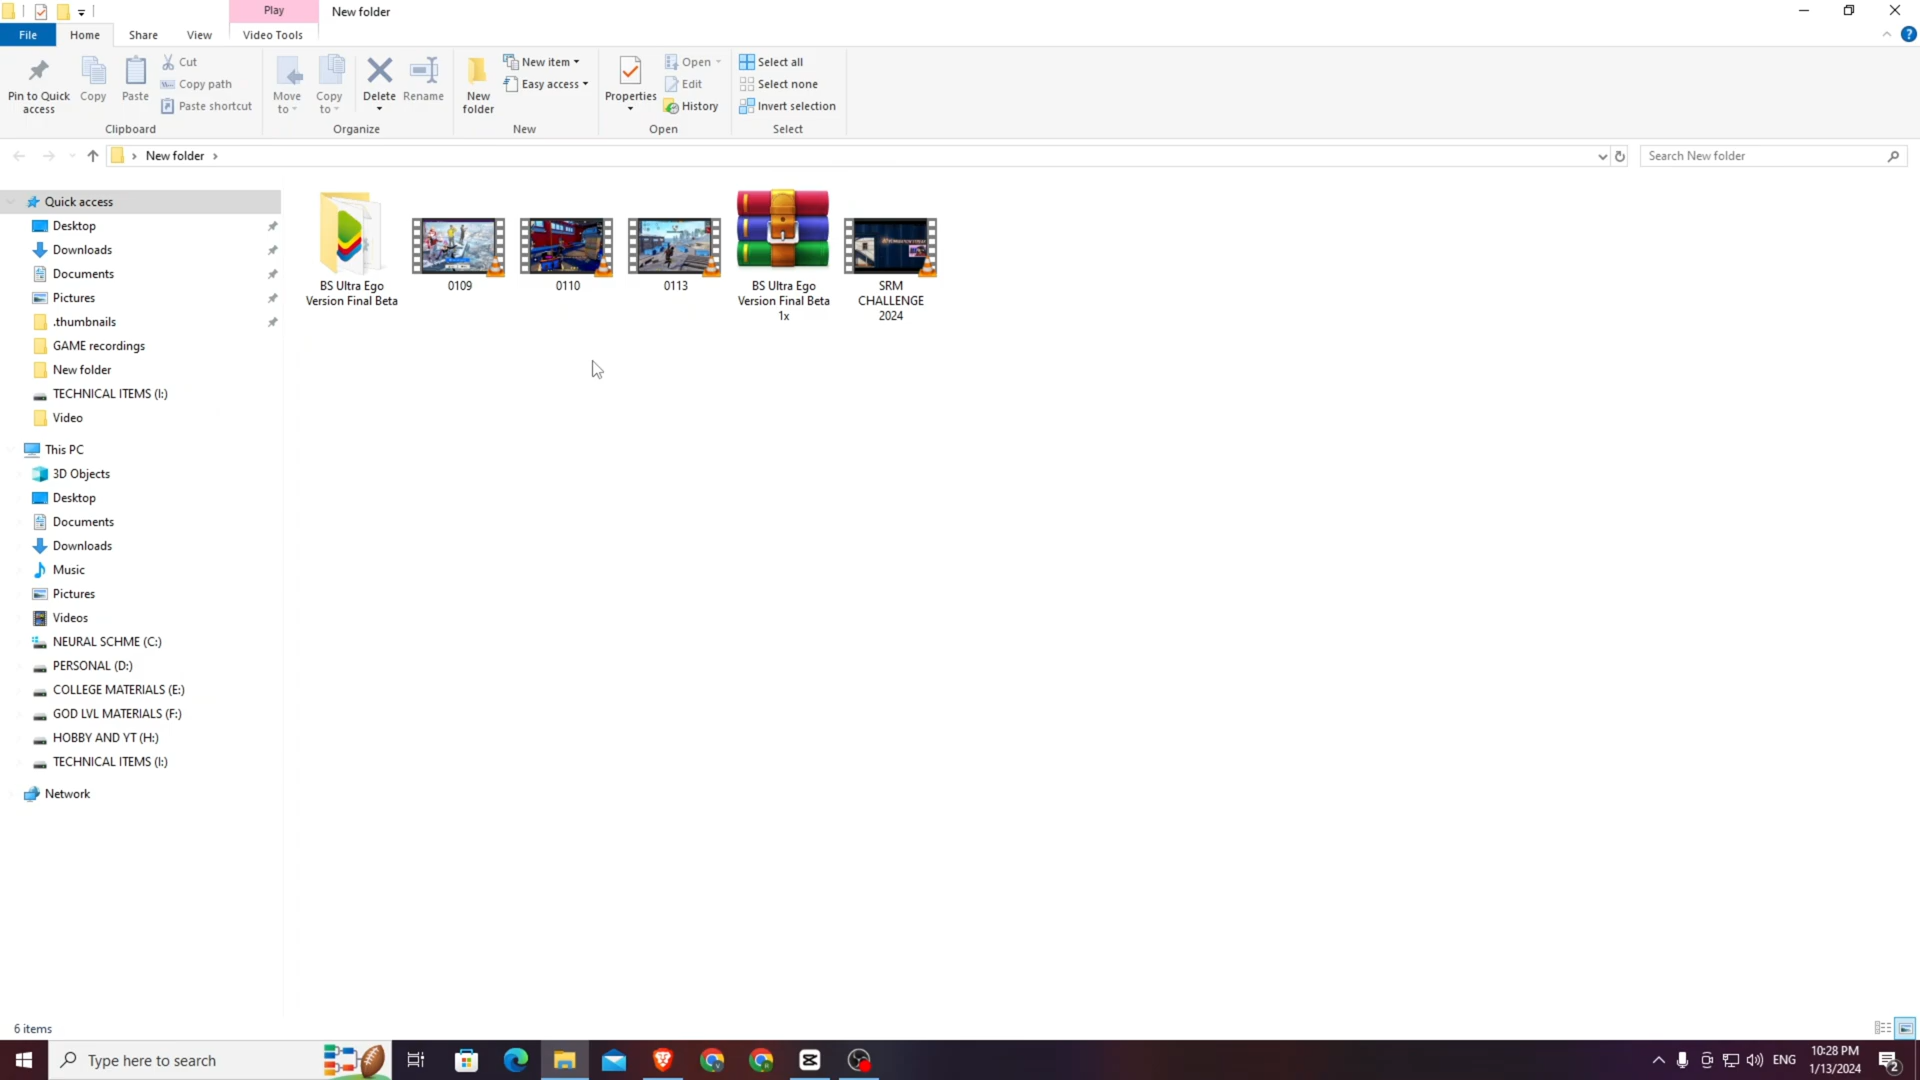 Play
New folder
File
Home
Share
View
Video Tools
Pin to Quick access
Copy
Paste
Cut
Copy path
Paste shortcut
Clipboard
Move to
Copy to
Delete
Rename
Organize
New folder
New item
Easy access
New
Properties
Open
Edit
History
Open
Select all
Select none
Invert selection
Select
New folder
Search New folder
Quick access
Desktop
Downloads
Documents
Pictures
.thumbnails
GAME recordings
New folder
TECHNICAL ITEMS (I:)
Video
This PC
3D Objects
Desktop
Documents
Downloads
Music
Pictures
Videos
NEURAL SCHME (C:)
PERSONAL (D:)
COLLEGE MATERIALS (E:)
GOD LVL MATERIALS (F:)
HOBBY AND YT (H:)
TECHNICAL ITEMS (I:)
Network
BS Ultra Ego
Version Final Beta
0109
0110
0113
BS Ultra Ego
Version Final Beta
1x
SRM
CHALLENGE
2024
6 items
Type here to search
ENG
10:28 PM
1/13/2024
2